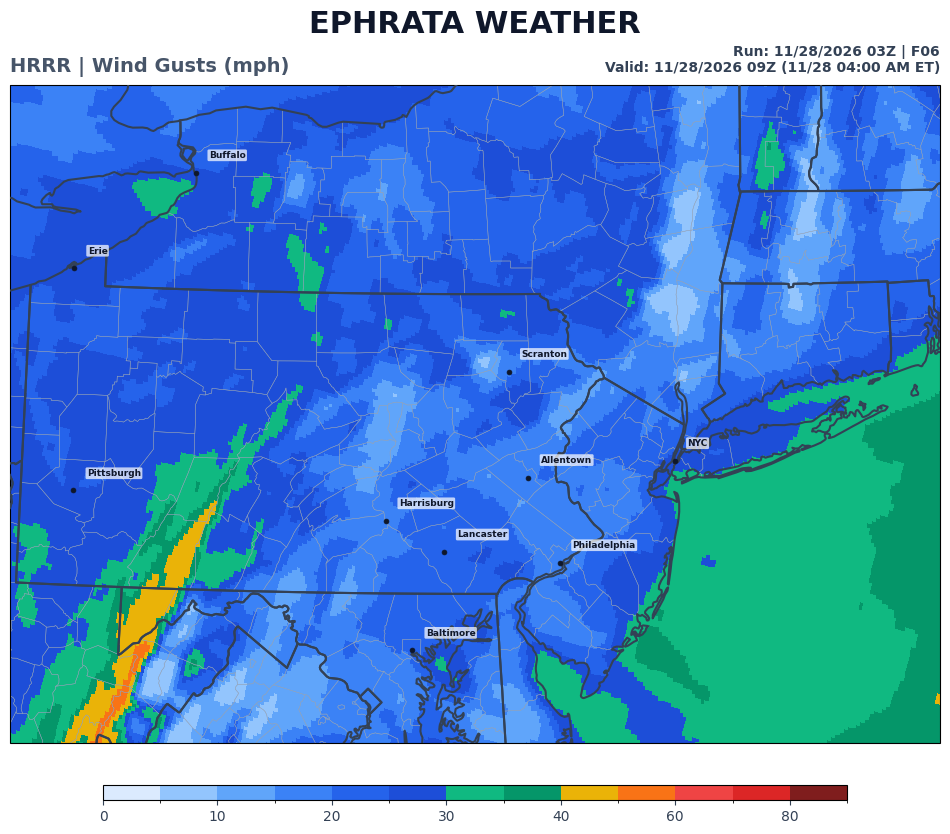 EPHRATA WEATHER
HRRR | Wind Gusts (mph)
Run: 11/28/2026 03Z | F06
Valid: 11/28/2026 09Z (11/28 04:00 AM ET)
Buffalo
Erie
Scranton
NYC
Allentown
Pittsburgh
Harrisburg
Lancaster
Philadelphia
Baltimore
0 10 20 30 40 50 60 70 80